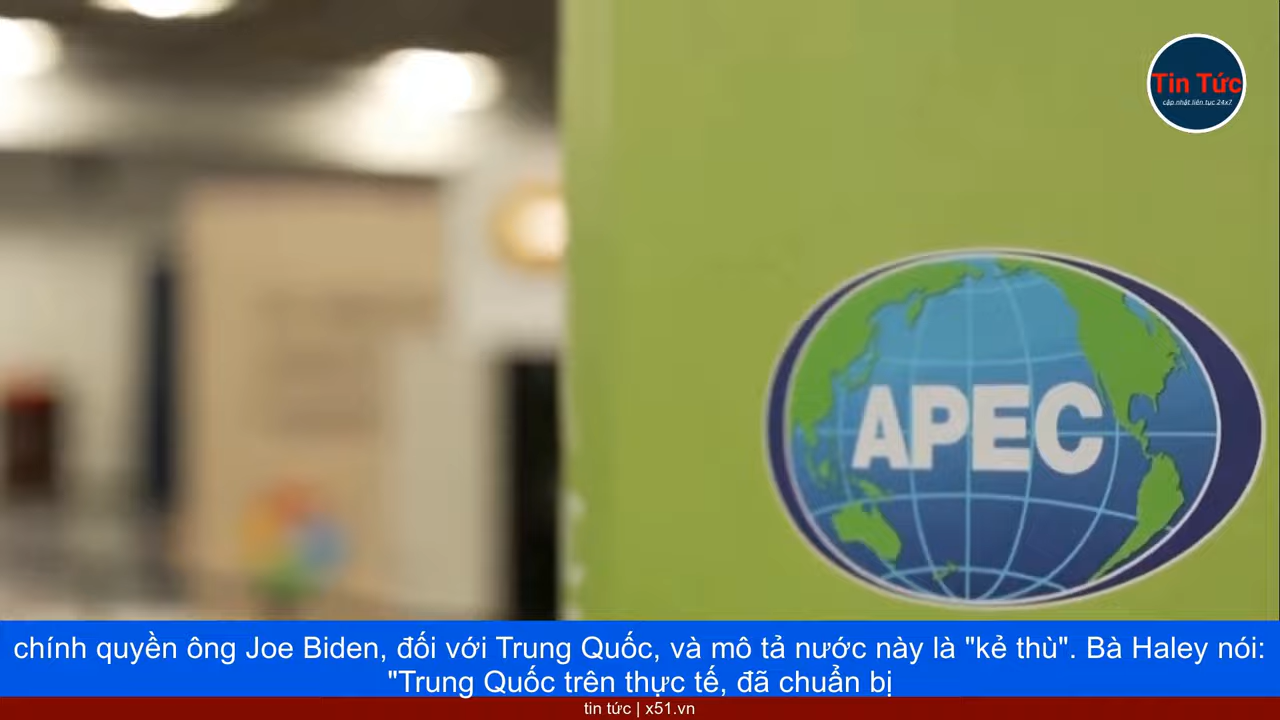 Tin Tức
cập nhật liên tục 24x7
APEC
chính quyền ông Joe Biden, đối với Trung Quốc, và mô tả nước này là "kẻ thù". Bà Haley nói:
"Trung Quốc trên thực tế, đã chuẩn bị
tin tức | x51.vn